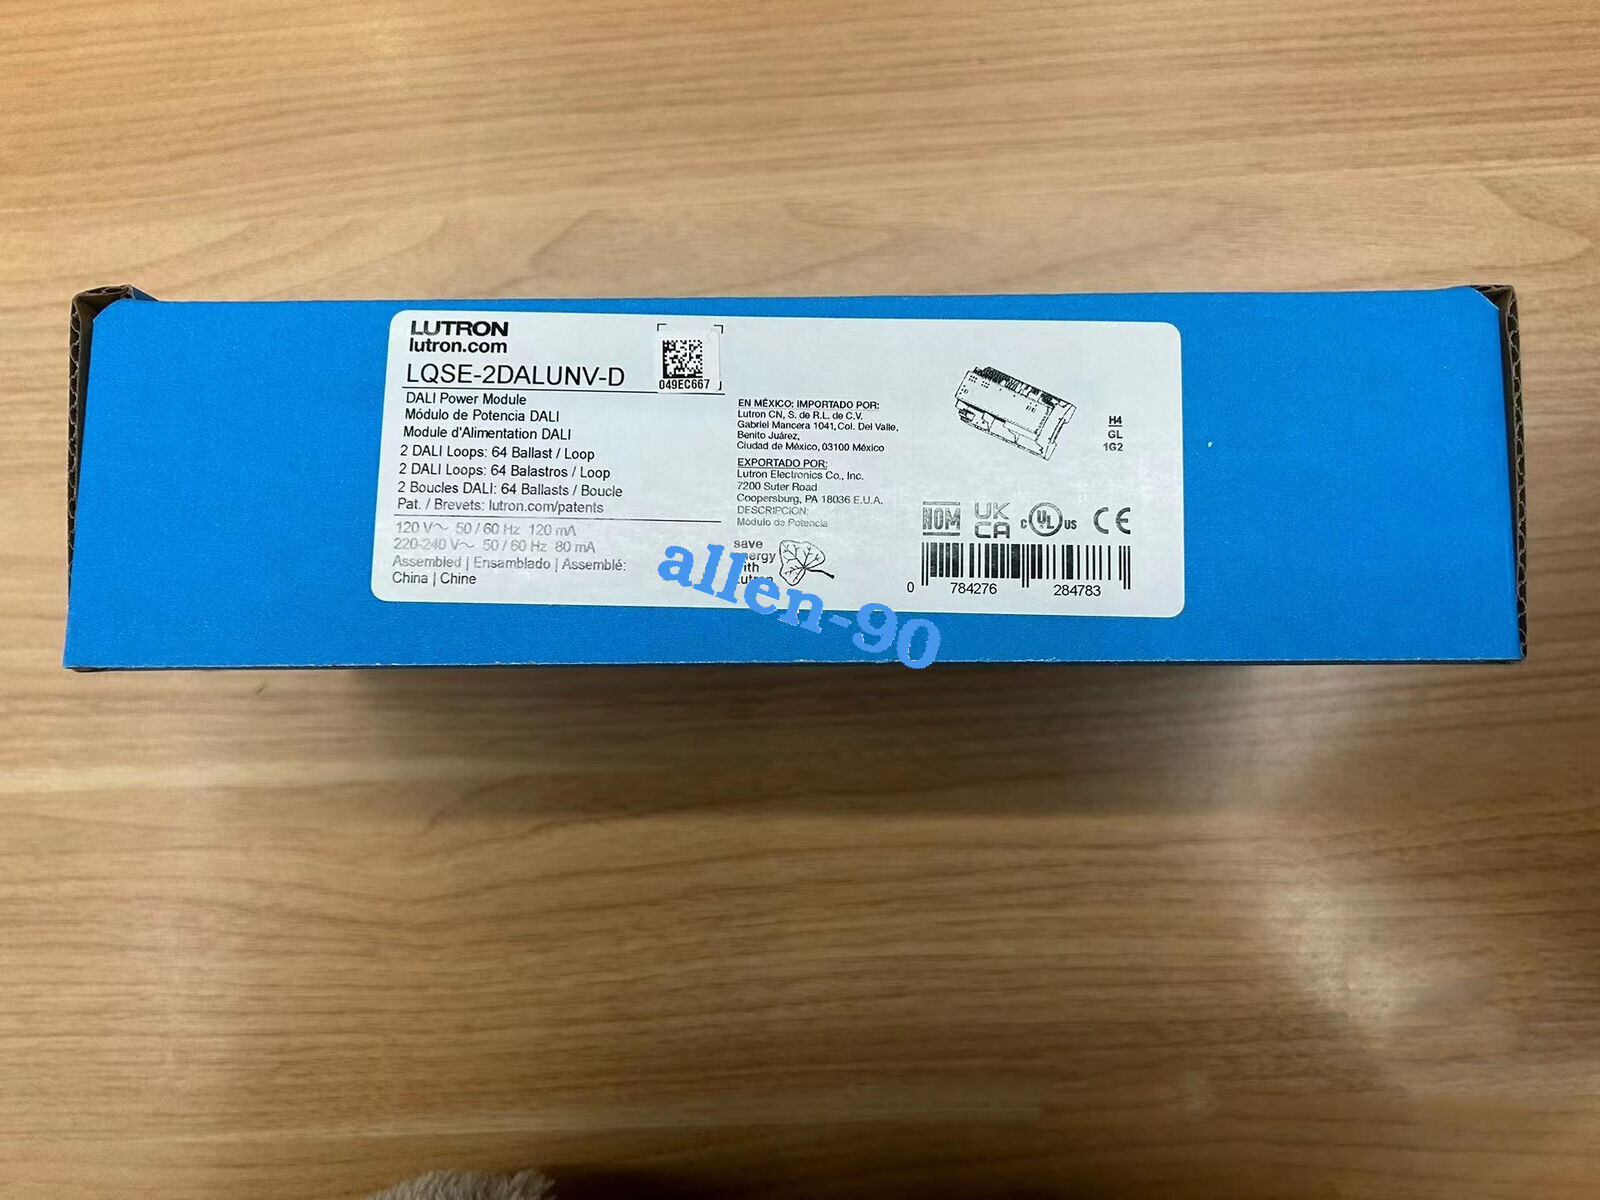 LUTRON
lutron.com
LQSE-2DALUNV-D
049EC667
DALI Power Module
Módulo de Potencia DALI
Module d'Alimentation DALI
2 DALI Loops: 64 Ballast / Loop
2 DALI Loops: 64 Balastros / Loop
2 Boucles DALI: 64 Ballasts / Boucle
Pat. / Brevets: lutron.com/patents
120 V~ 50 / 60 Hz 120 mA
220-240 V~ 50 / 60 Hz 80 mA
Assembled | Ensamblado | Assemblé:
China | Chine
EN MÉXICO: IMPORTADO POR:
Lutron CN, S. de R.L. de C.V.
Gabriel Mancera 1041, Col. Del Valle,
Benito Juárez,
Ciudad de México, 03100 México
EXPORTADO POR:
Lutron Electronics Co., Inc.
7200 Suter Road
Coopersburg, PA 18036 E.U.A.
DESCRIPCION:
Módulo de Potencia
save
energy
with
Lutron
H4
GL
1G2
NOM
UK
CA
c UL US
CE
0 784276 284783
allen-90